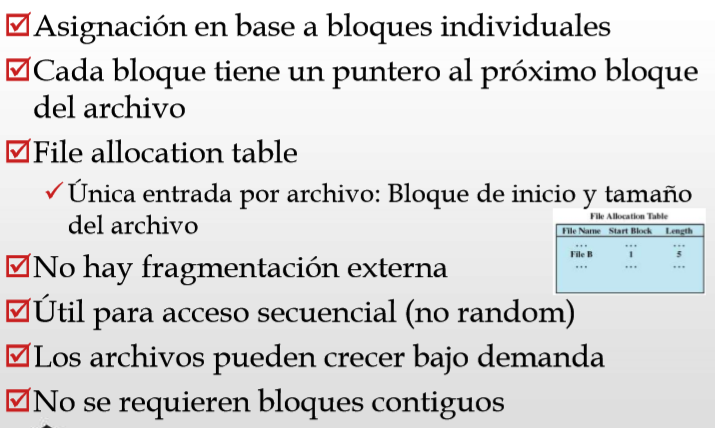 Asignación en base a bloques individuales
Cada bloque tiene un puntero al próximo bloque
del archivo
File allocation table
Única entrada por archivo: Bloque de inicio y tamaño
del archivo
File Allocation Table
File Name Start Block Length
... ... ...
File B 1 5
... ... ...
No hay fragmentación externa
Útil para acceso secuencial (no random)
Los archivos pueden crecer bajo demanda
No se requieren bloques contiguos